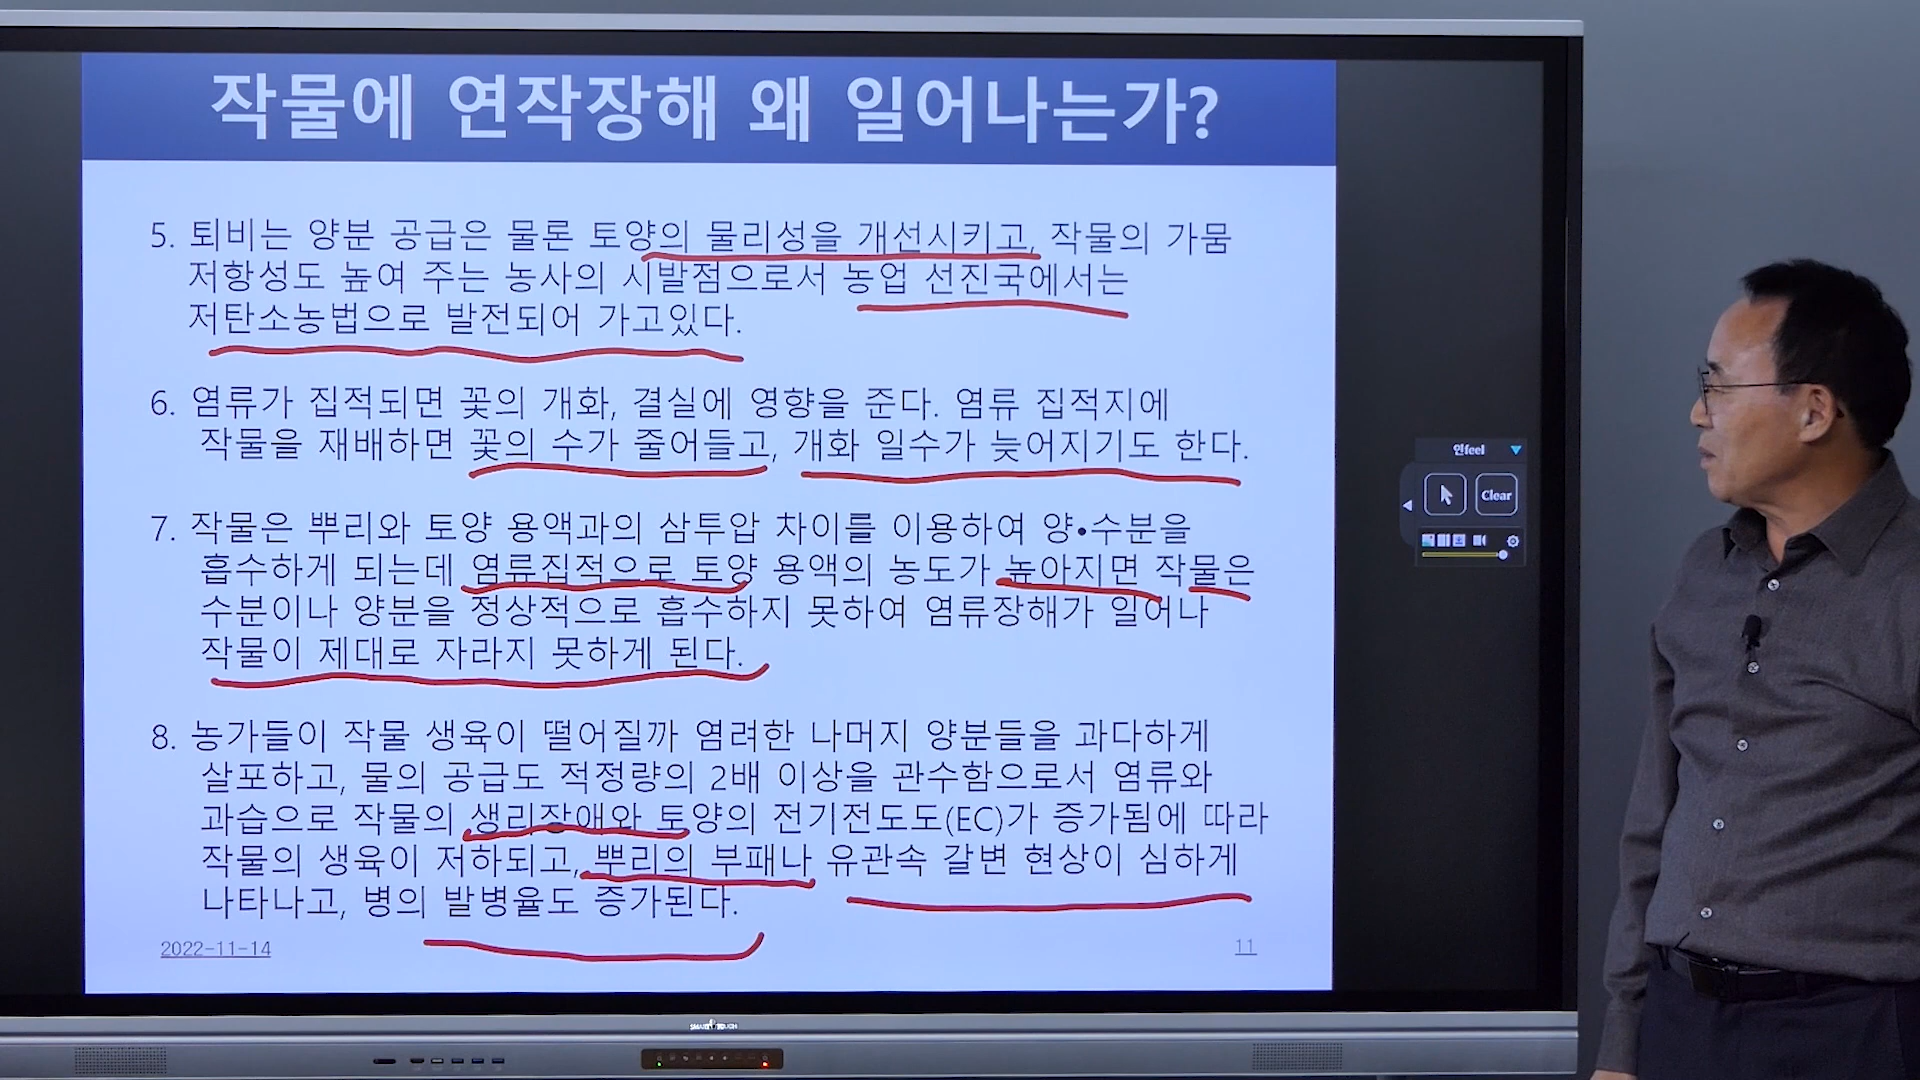 작물에 연작장해 왜 일어나는가?
5. 퇴비는 양분 공급은 물론 토양의 물리성을 개선시키고, 작물의 가뭄
저항성도 높여 주는 농사의 시발점으로서 농업 선진국에서는
저탄소농법으로 발전되어 가고있다.
6. 염류가 집적되면 꽃의 개화, 결실에 영향을 준다. 염류 집적지에
작물을 재배하면 꽃의 수가 줄어들고, 개화 일수가 늦어지기도 한다.
7. 작물은 뿌리와 토양 용액과의 삼투압 차이를 이용하여 양•수분을
흡수하게 되는데 염류집적으로 토양 용액의 농도가 높아지면 작물은
수분이나 양분을 정상적으로 흡수하지 못하여 염류장해가 일어나
작물이 제대로 자라지 못하게 된다.
8. 농가들이 작물 생육이 떨어질까 염려한 나머지 양분들을 과다하게
살포하고, 물의 공급도 적정량의 2배 이상을 관수함으로서 염류와
과습으로 작물의 생리장애와 토양의 전기전도도(EC)가 증가됨에 따라
작물의 생육이 저하되고, 뿌리의 부패나 유관속 갈변 현상이 심하게
나타나고, 병의 발병율도 증가된다.
2022-11-14
11
인feel
Clear